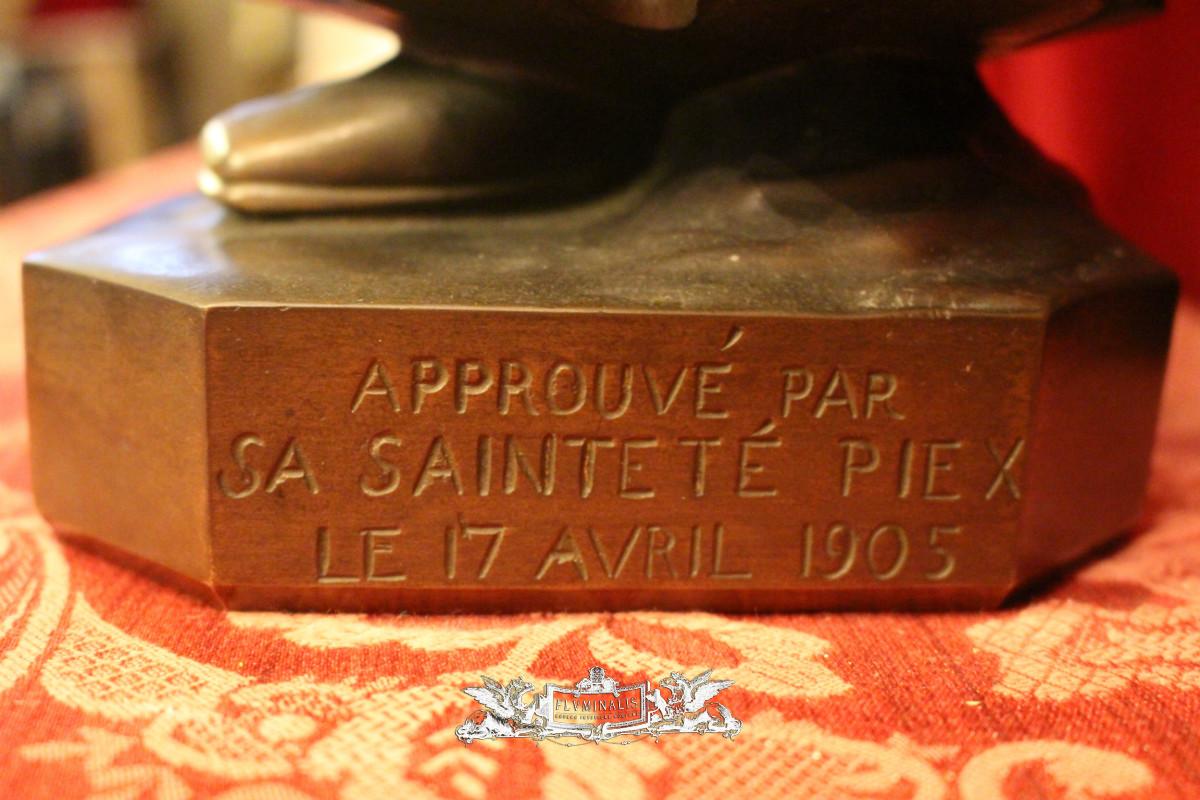 APPROUVÉ PAR
SA SAINTETÉ PIE X
LE 17 AVRIL 1905
FLVMINALIS